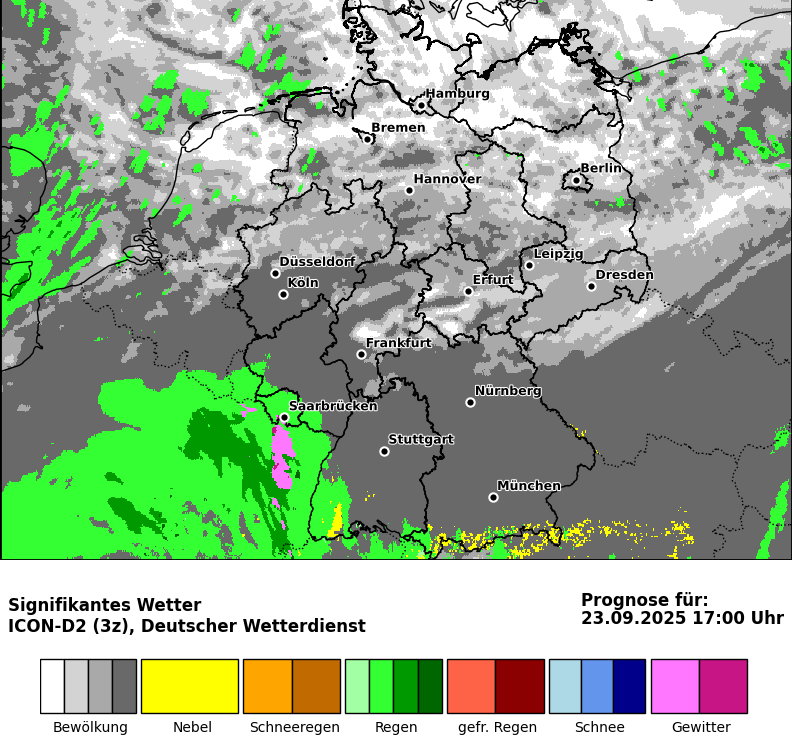 Hamburg
Bremen
Berlin
Hannover
Leipzig
Düsseldorf
Dresden
Köln
Erfurt
Frankfurt
Nürnberg
Saarbrücken
Stuttgart
München
Signifikantes Wetter
ICON-D2 (3z), Deutscher Wetterdienst
Prognose für:
23.09.2025 17:00 Uhr
Bewölkung Nebel Schneeregen Regen gefr. Regen Schnee Gewitter